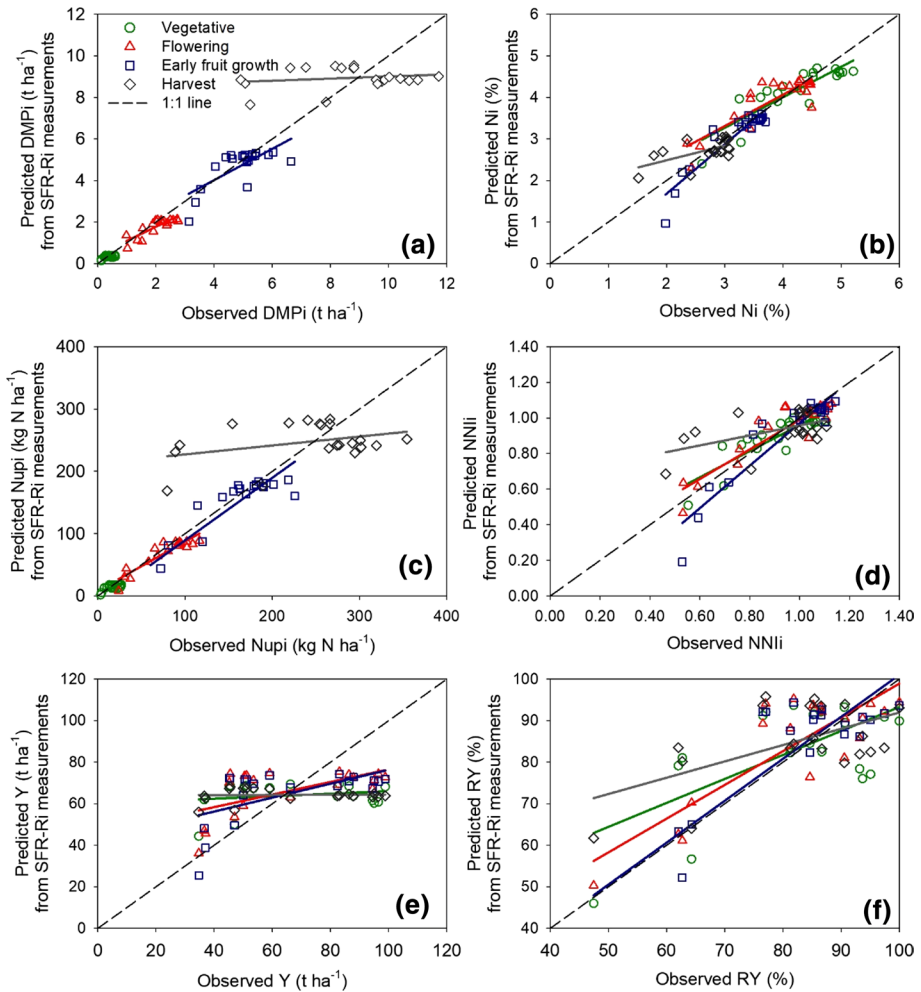 12
10
8
6
4
2
0
Predicted DMPi (t ha-1)
from SFR-Ri measurements
Vegetative
Flowering
Early fruit growth
Harvest
1:1 line
(a)
0 2 4 6 8 10 12
Observed DMPi (t ha-1)
6
5
4
3
2
1
0
Predicted Ni (%)
from SFR-Ri measurements
(b)
0 1 2 3 4 5 6
Observed Ni (%)
400
300
200
100
0
Predicted Nupi (kg N ha-1)
from SFR-Ri measurements
(c)
0 100 200 300 400
Observed Nupi (kg N ha-1)
1.40
1.20
1.00
0.80
0.60
0.40
0.20
0.00
Predicted NNIi
from SFR-Ri measurements
(d)
0.00 0.20 0.40 0.60 0.80 1.00 1.20 1.40
Observed NNIi
120
100
80
60
40
20
0
Predicted Y (t ha-1)
from SFR-Ri measurements
(e)
0 20 40 60 80 100 120
Observed Y (t ha-1)
100
90
80
70
60
50
40
Predicted RY (%)
from SFR-Ri measurements
(f)
40 50 60 70 80 90 100
Observed RY (%)